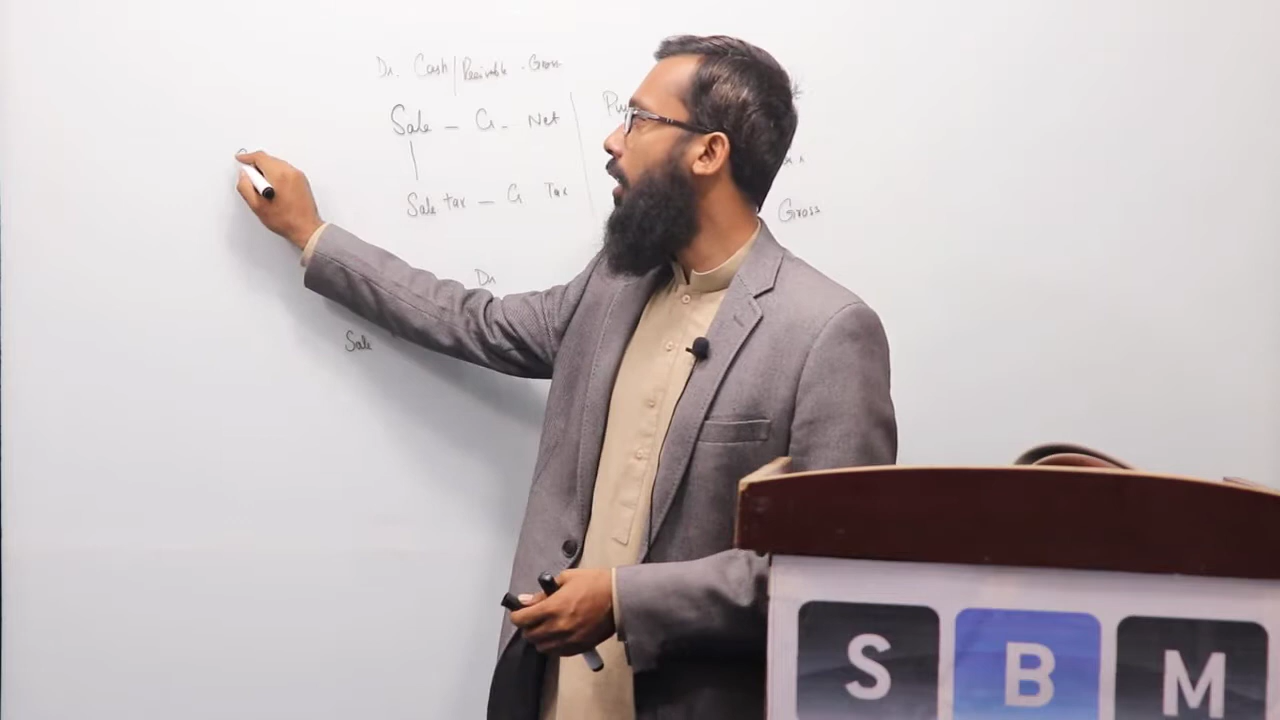 Dr. Cash/Receivable - Gross
Sale - Cr - Net
Sale tax - Cr Tax
Gross
Dr
Sale
S B M